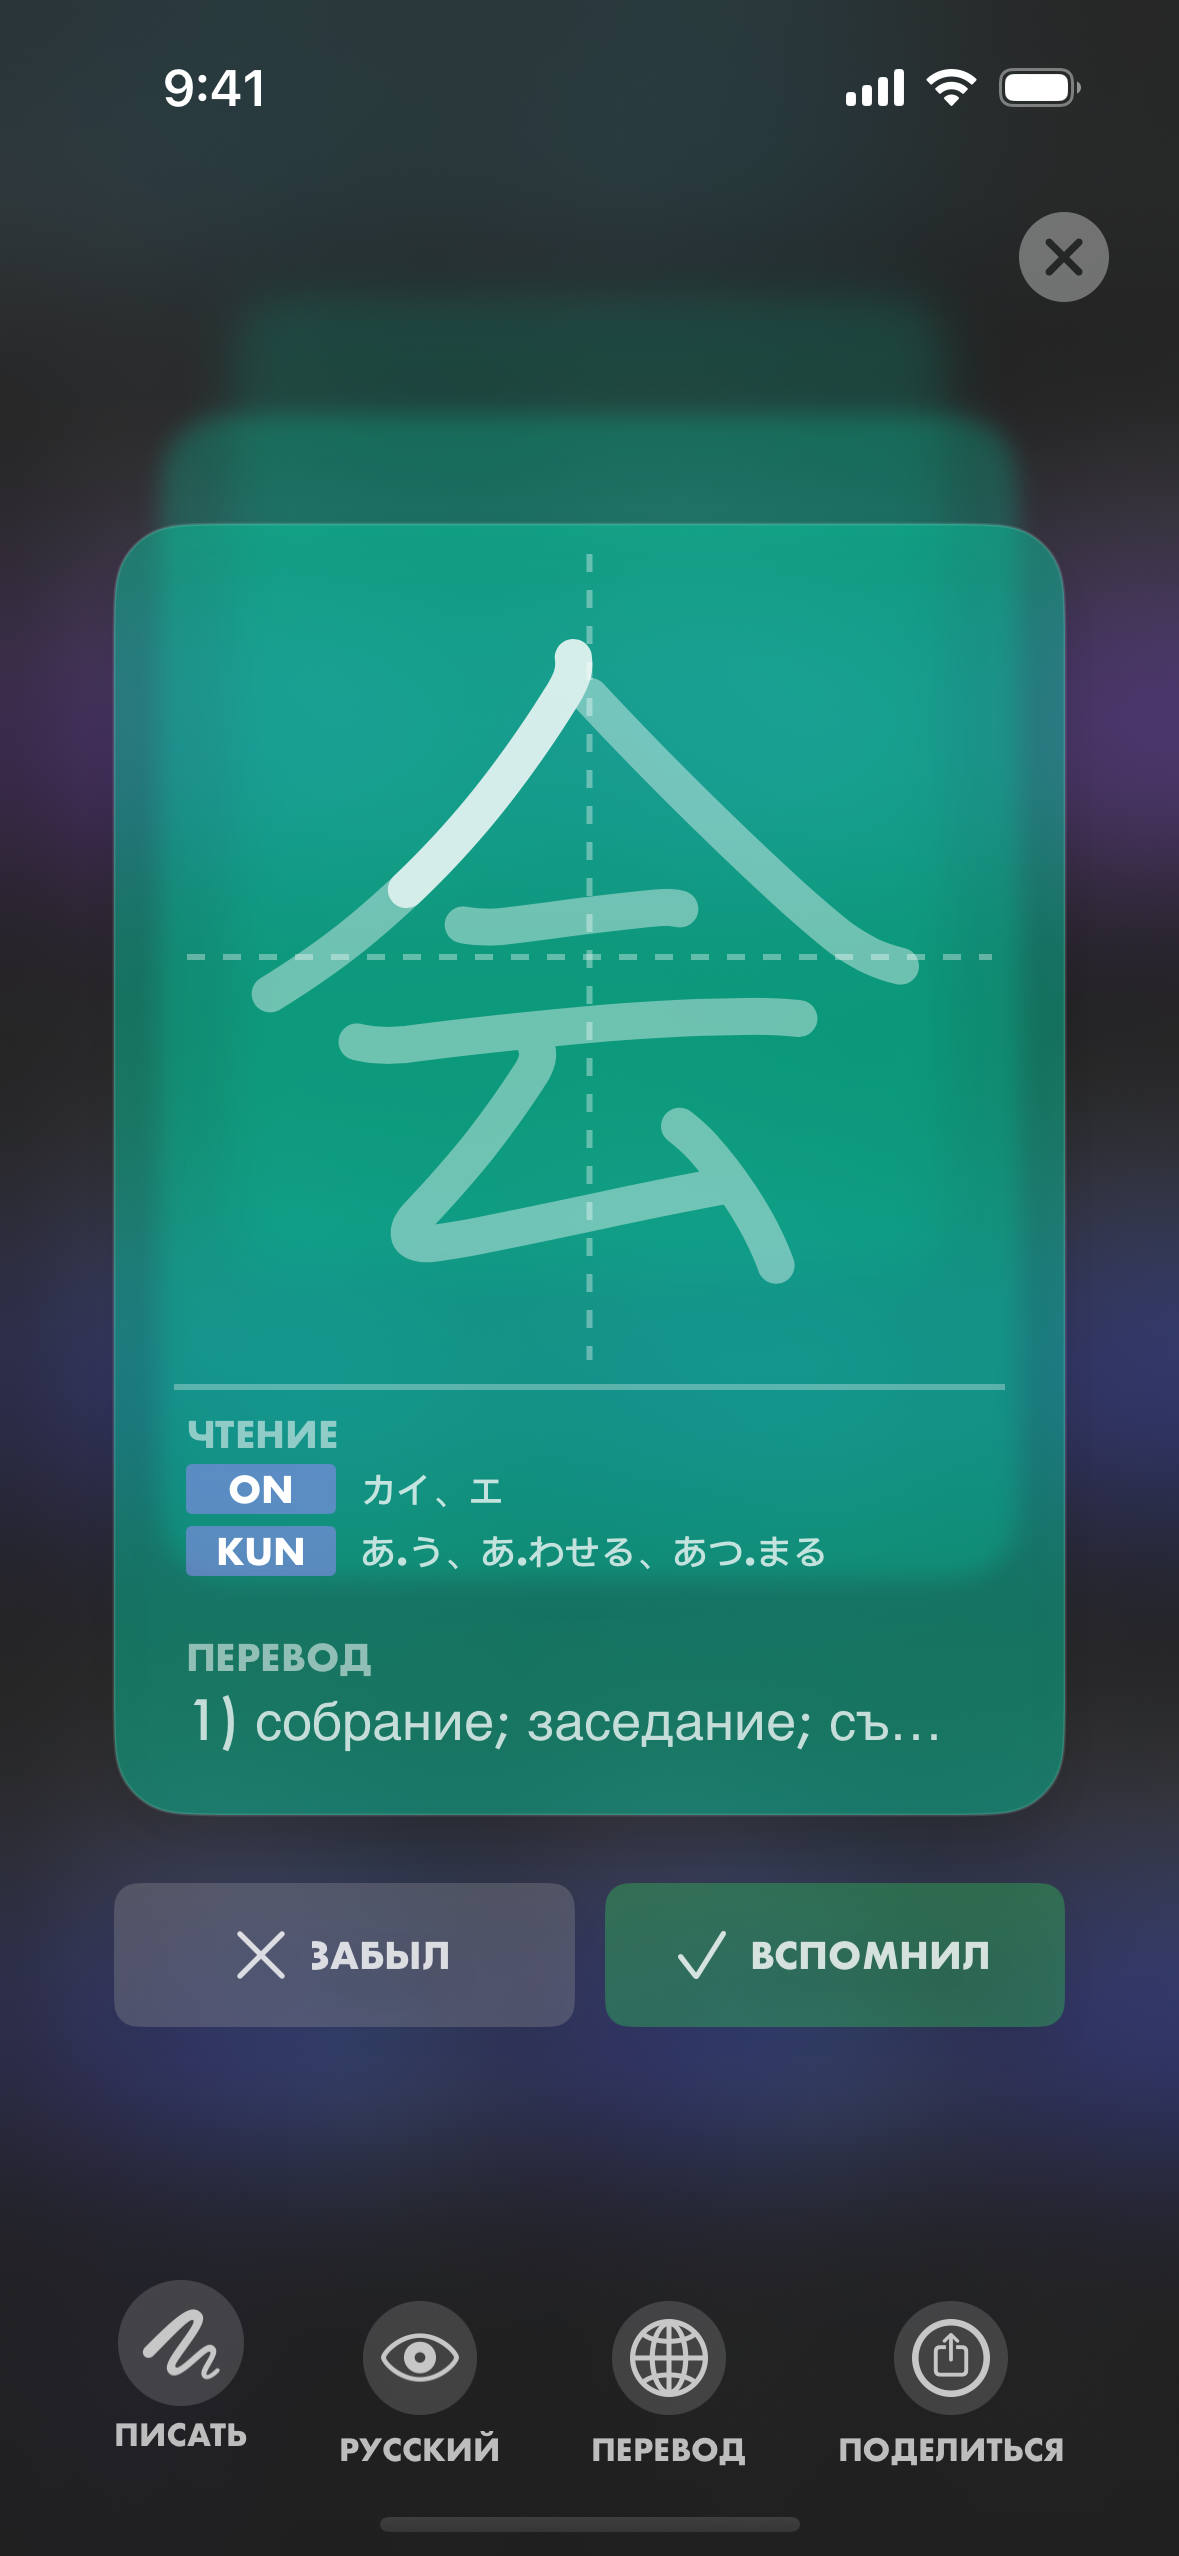 9:41
会
ЧТЕНИЕ
ON カイ、エ
KUN あ.う、あ.わせる、あつ.まる
ПЕРЕВОД
1) собрание; заседание; съ...
ЗАБЫЛ
ВСПОМНИЛ
ПИСАТЬ
РУССКИЙ
ПЕРЕВОД
ПОДЕЛИТЬСЯ